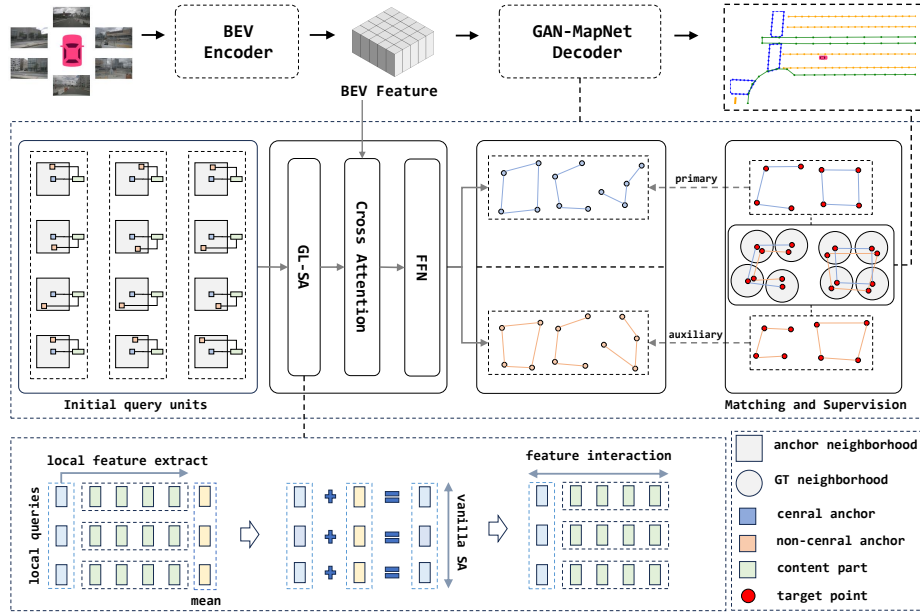 BEV
Encoder
GAN-MapNet
Decoder
BEV Feature
GL-SA
Cross Attention
FFN
primary
auxiliary
Initial query units
Matching and Supervision
local feature extract
local queries
mean
vanilla SA
feature interaction
anchor neighborhood
GT neighborhood
cenral anchor
non-cenral anchor
content part
target point